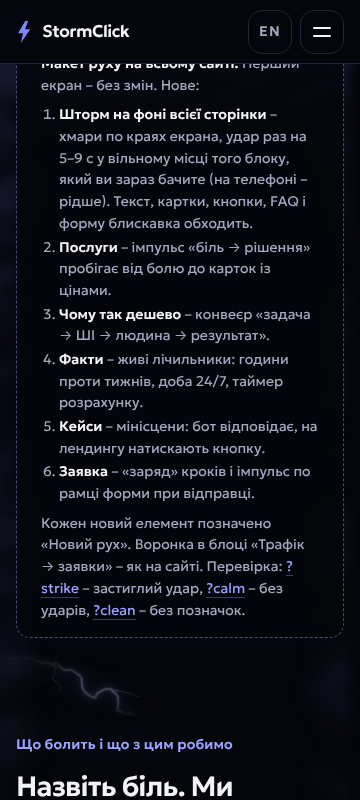 StormClick
EN
Макет руху на всьому сайті. Перший
екран – без змін. Нове:
1. Шторм на фоні всієї сторінки –
хмари по краях екрана, удар раз на
5–9 с у вільному місці того блоку,
який ви зараз бачите (на телефоні –
рідше). Текст, картки, кнопки, FAQ і
форму блискавка обходить.
2. Послуги – імпульс «біль → рішення»
пробігає від болю до карток із
цінами.
3. Чому так дешево – конвеєр «задача
→ ШІ → людина → результат».
4. Факти – живі лічильники: години
проти тижнів, доба 24/7, таймер
розрахунку.
5. Кейси – мінісцени: бот відповідає, на
лендингу натискають кнопку.
6. Заявка – «заряд» кроків і імпульс по
рамці форми при відправці.
Кожен новий елемент позначено
«Новий рух». Воронка в блоці «Трафік
→ заявки» – як на сайті. Перевірка: ?
strike – застиглий удар, ?calm – без
ударів, ?clean – без позначок.
Що болить і що з цим робимо
Назвіть біль. Ми